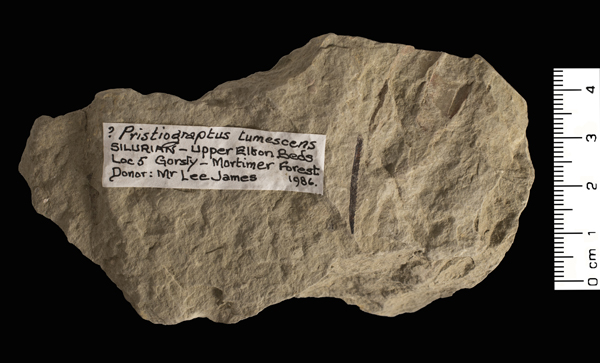 ? Pristiograptus tumescens
SILURIAN - Upper Elton Beds
Loc 5 Gorsty - Mortimer Forest
Donor: Mr Lee James 1986.
4
3
2
1
0 cm